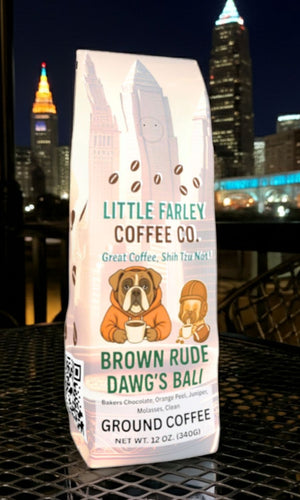 LITTLE FARLEY
COFFEE CO.
Great Coffee, Shih Tzu Not!
BROWN RUDE
DAWG'S BALI
Bakers Chocolate, Orange Peel, Juniper,
Molasses, Clean
GROUND COFFEE
NET WT. 12 OZ. (340G)